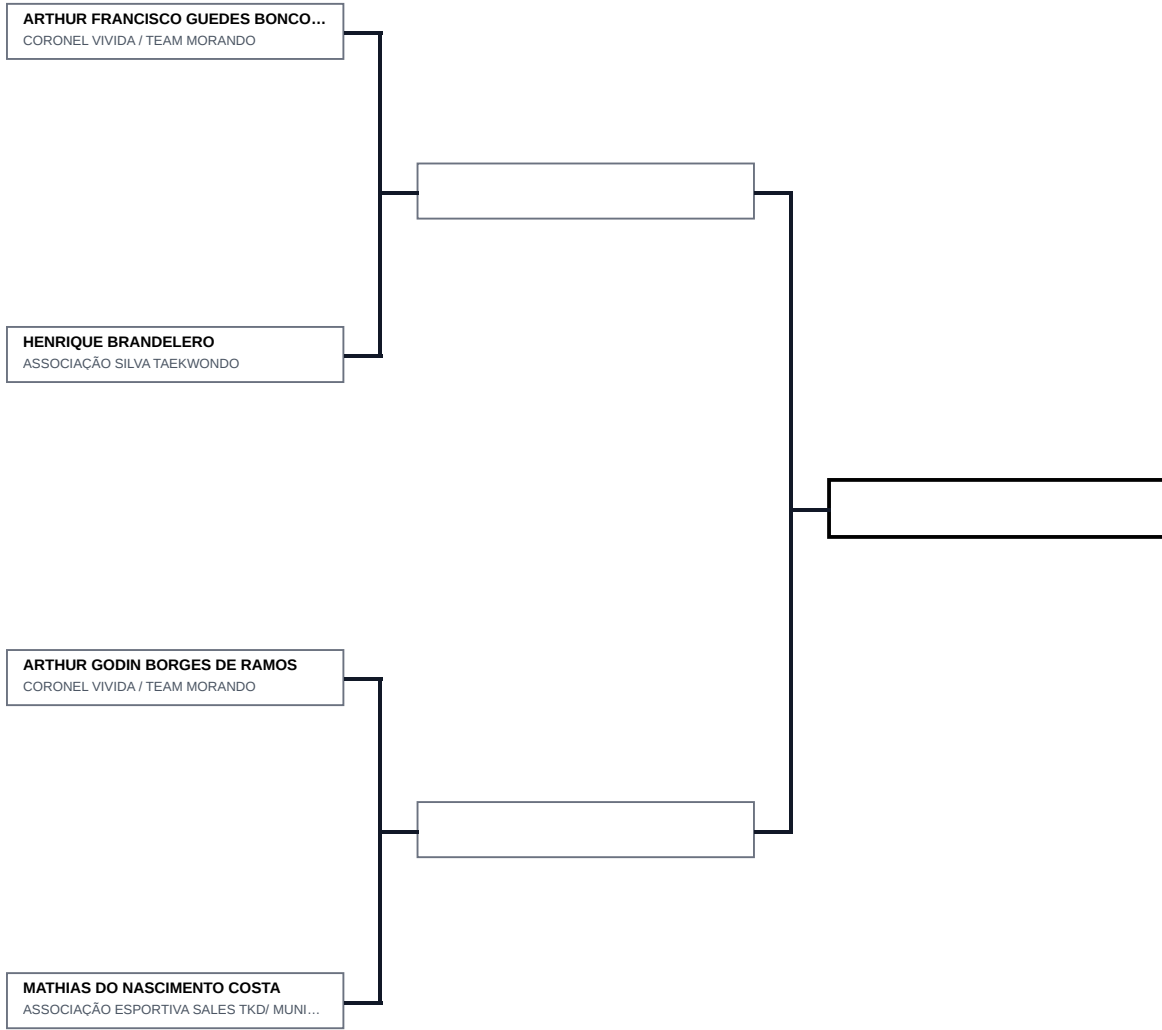 ARTHUR FRANCISCO GUEDES BONCO...
CORONEL VIVIDA / TEAM MORANDO
HENRIQUE BRANDELERO
ASSOCIAÇÃO SILVA TAEKWONDO
ARTHUR GODIN BORGES DE RAMOS
CORONEL VIVIDA / TEAM MORANDO
MATHIAS DO NASCIMENTO COSTA
ASSOCIAÇÃO ESPORTIVA SALES TKD/ MUNI...